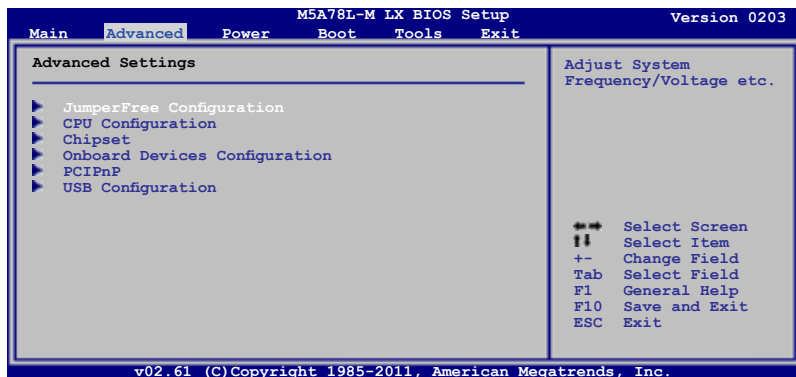 M5A78L-M LX BIOS Setup Version 0203
Main Advanced Power Boot Tools Exit
Advanced Settings
JumperFree Configuration
CPU Configuration
Chipset
Onboard Devices Configuration
PCIPnP
USB Configuration
Adjust System
Frequency/Voltage etc.
←→ Select Screen
↑↓ Select Item
+- Change Field
Tab Select Field
F1 General Help
F10 Save and Exit
ESC Exit
v02.61 (C)Copyright 1985-2011, American Megatrends, Inc.